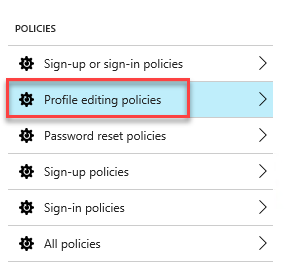 POLICIES
Sign-up or sign-in policies
Profile editing policies
Password reset policies
Sign-up policies
Sign-in policies
All policies